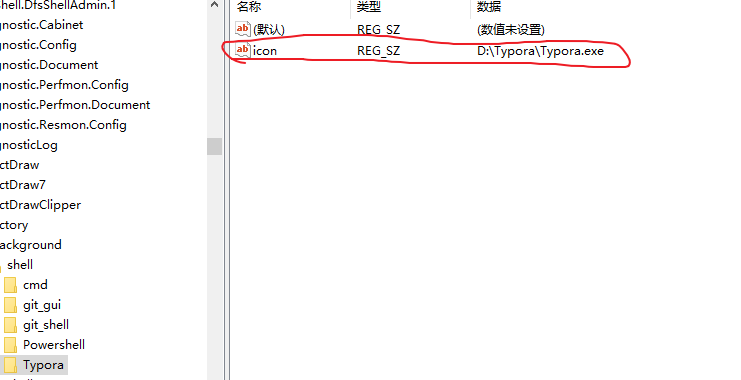 hell.DfsShellAdmin.1
gnostic.Cabinet
gnostic.Config
gnostic.Document
gnostic.Perfmon.Config
gnostic.Perfmon.Document
gnostic.Resmon.Config
gnosticLog
ctDraw
ctDraw7
ctDrawClipper
ctory
ackground
shell
cmd
git_gui
git_shell
Powershell
Typora
名称 类型 数据
ab (默认) REG_SZ (数值未设置)
ab icon REG_SZ D:\Typora\Typora.exe